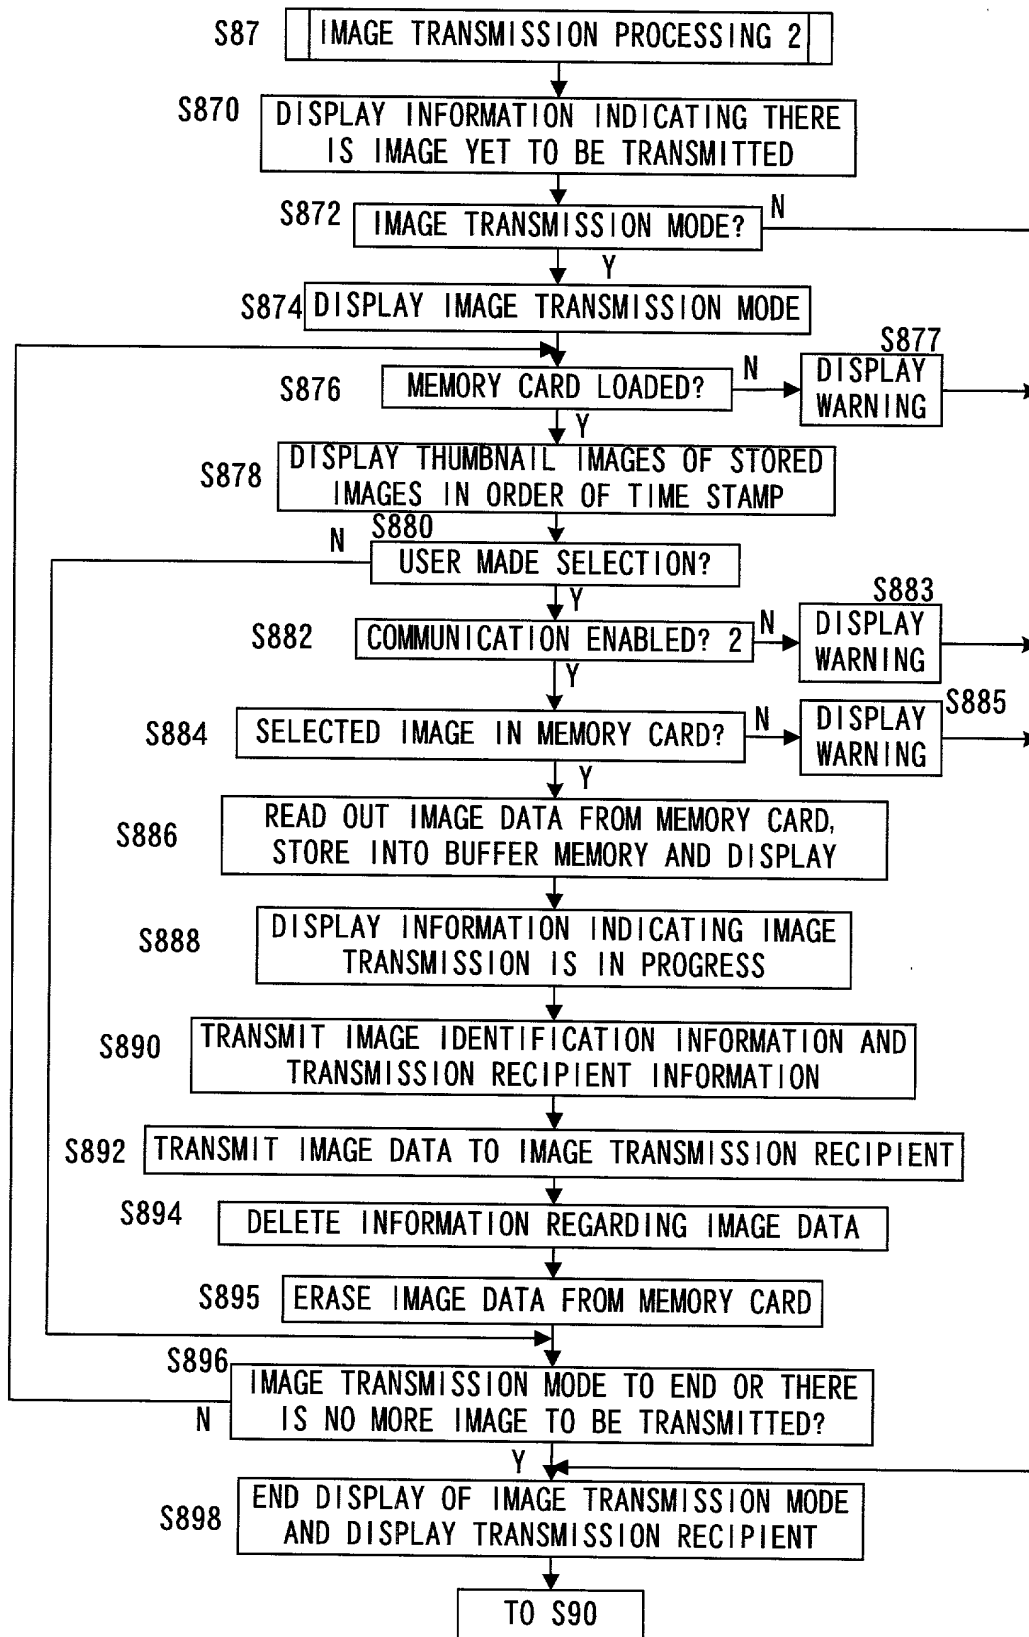 S87
IMAGE TRANSMISSION PROCESSING 2
S870
DISPLAY INFORMATION INDICATING THERE
IS IMAGE YET TO BE TRANSMITTED
S872
IMAGE TRANSMISSION MODE?
N
Y
S874
DISPLAY IMAGE TRANSMISSION MODE
S876
MEMORY CARD LOADED?
N
S877
DISPLAY
WARNING
Y
S878
DISPLAY THUMBNAIL IMAGES OF STORED
IMAGES IN ORDER OF TIME STAMP
S880
N
USER MADE SELECTION?
Y
S882
COMMUNICATION ENABLED? 2
N
S883
DISPLAY
WARNING
Y
S884
SELECTED IMAGE IN MEMORY CARD?
N
S885
DISPLAY
WARNING
Y
S886
READ OUT IMAGE DATA FROM MEMORY CARD,
STORE INTO BUFFER MEMORY AND DISPLAY
S888
DISPLAY INFORMATION INDICATING IMAGE
TRANSMISSION IS IN PROGRESS
S890
TRANSMIT IMAGE IDENTIFICATION INFORMATION AND
TRANSMISSION RECIPIENT INFORMATION
S892
TRANSMIT IMAGE DATA TO IMAGE TRANSMISSION RECIPIENT
S894
DELETE INFORMATION REGARDING IMAGE DATA
S895
ERASE IMAGE DATA FROM MEMORY CARD
S896
IMAGE TRANSMISSION MODE TO END OR THERE
IS NO MORE IMAGE TO BE TRANSMITTED?
N
Y
S898
END DISPLAY OF IMAGE TRANSMISSION MODE
AND DISPLAY TRANSMISSION RECIPIENT
TO S90